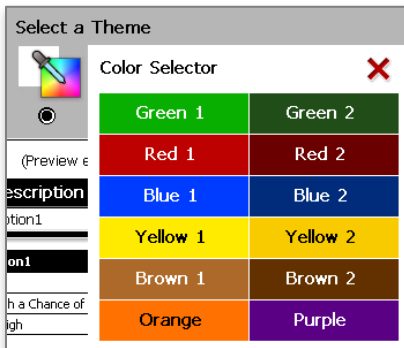 Select a Theme
Color Selector
Green 1 Green 2
Red 1 Red 2
(Preview e
escription
Blue 1 Blue 2
ption1
Yellow 1 Yellow 2
on1
Brown 1 Brown 2
h a Chance of
igh
Orange Purple